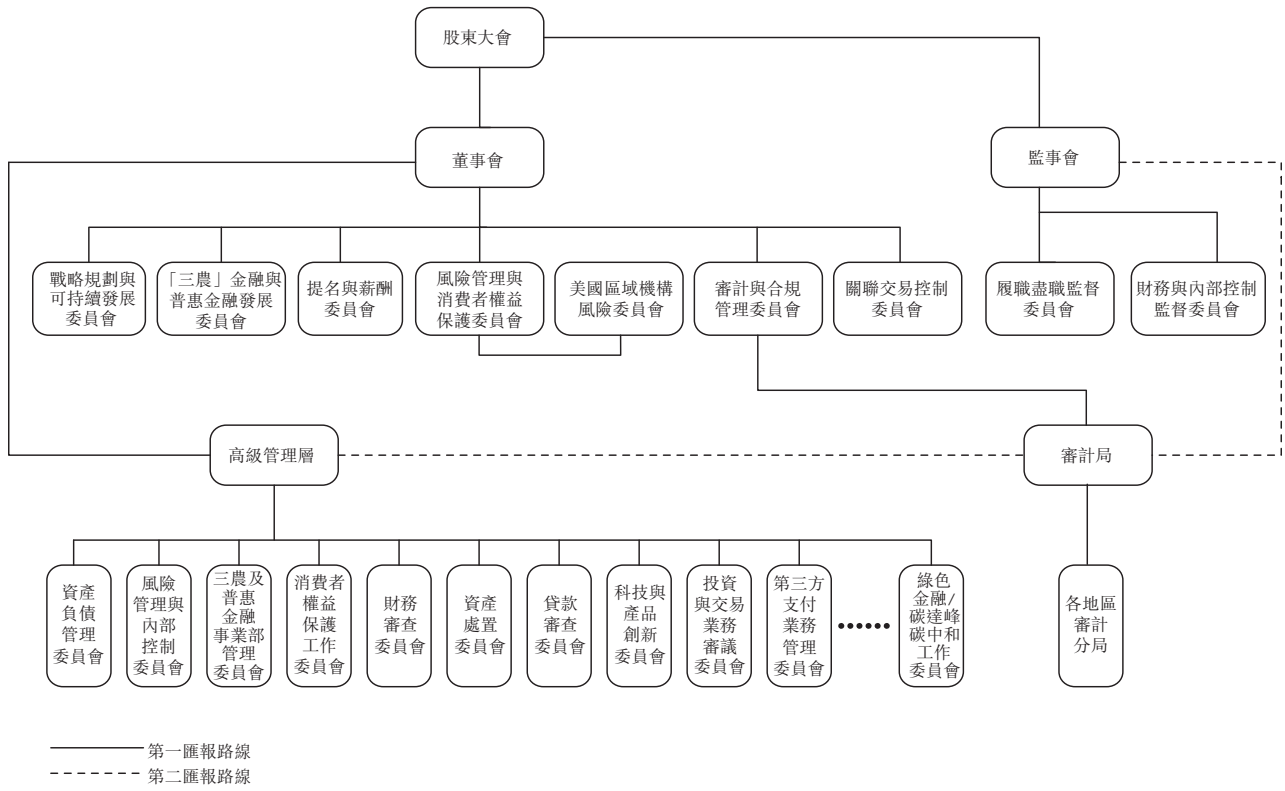 股東大會
董事會
監事會
戰略規劃與
可持續發展
委員會
「三農」金融與
普惠金融發展
委員會
提名與薪酬
委員會
風險管理與
消費者權益
保護委員會
美國區域機構
風險委員會
審計與合規
管理委員會
關聯交易控制
委員會
履職盡職監督
委員會
財務與內部控制
監督委員會
高級管理層
審計局
資產
負債
管理
委員會
風險
管理與
內部
控制
委員會
三農及
普惠
金融
事業部
管理
委員會
消費者
權益
保護
工作
委員會
財務
審查
委員會
資產
處置
委員會
貸款
審查
委員會
科技與
產品
創新
委員會
投資
與交易
業務
審議
委員會
第三方
支付
業務
管理
委員會
••••••
綠色
金融/
碳達峰
碳中和
工作
委員會
各地區
審計
分局
第一匯報路線
第二匯報路線